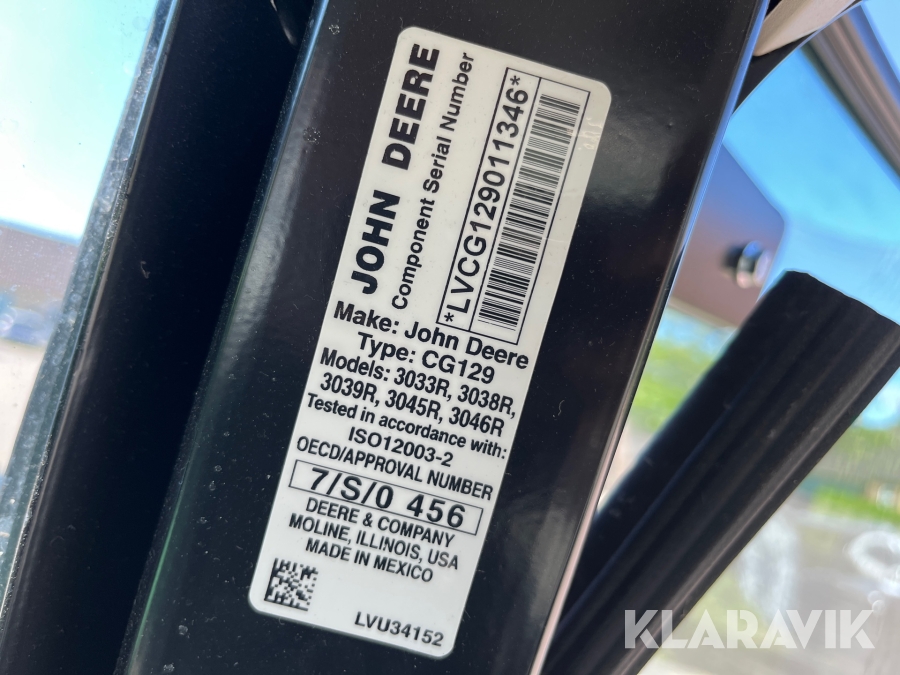 JOHN DEERE
Component Serial Number
*LVCG129011346*
Make: John Deere
Type: CG129
Models: 3033R, 3038R,
3039R, 3045R, 3046R
Tested in accordance with:
ISO12003-2
OECD/APPROVAL NUMBER
7/S/0 456
DEERE & COMPANY
MOLINE, ILLINOIS, USA
MADE IN MEXICO
LVU34152
KLARAVIK